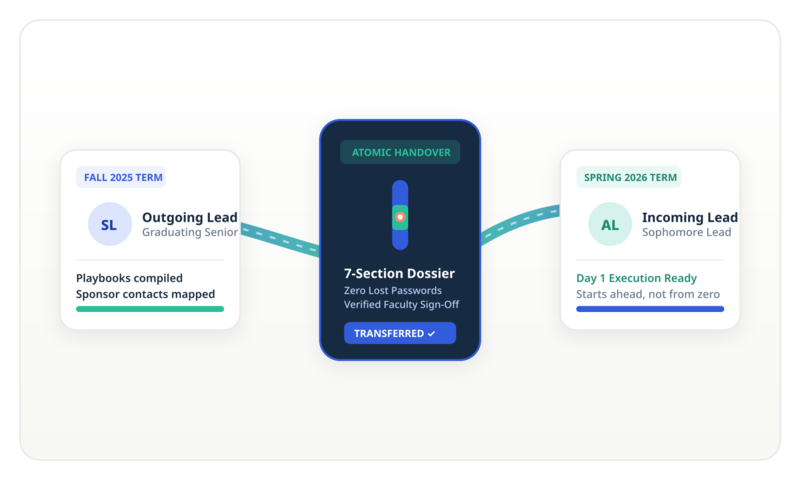 FALL 2025 TERM
SL
Outgoing Lead
Graduating Senior
Playbooks compiled
Sponsor contacts mapped
ATOMIC HANDOVER
7-Section Dossier
Zero Lost Passwords
Verified Faculty Sign-Off
TRANSFERRED ✓
SPRING 2026 TERM
AL
Incoming Lead
Sophomore Lead
Day 1 Execution Ready
Starts ahead, not from zero